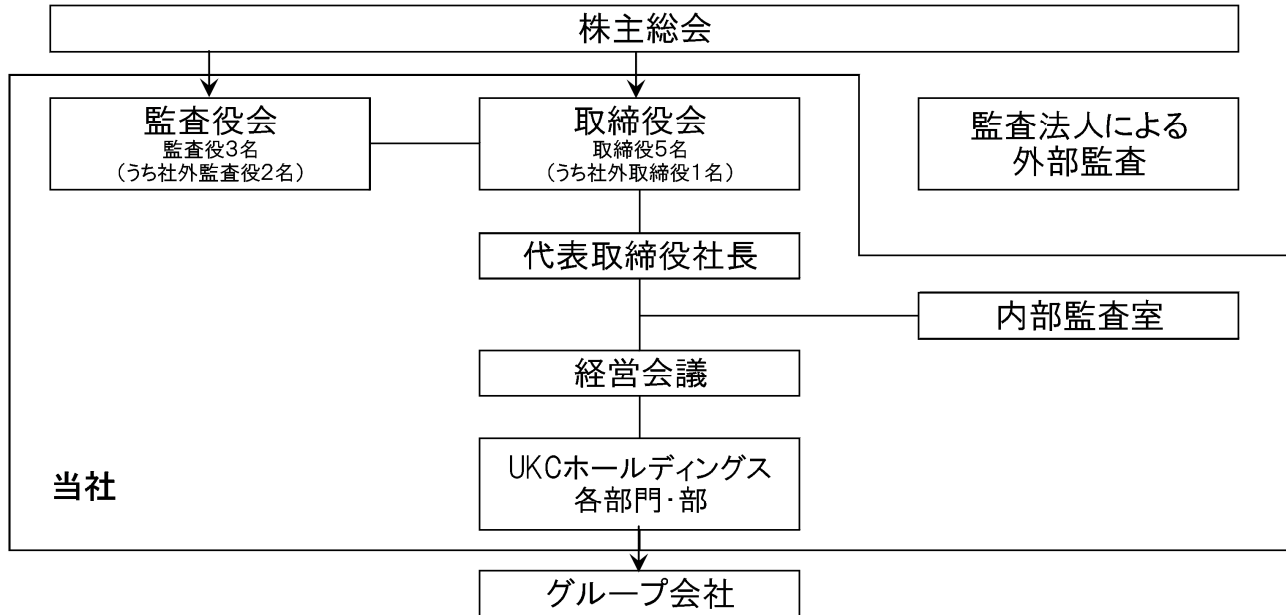 株主総会
監査役会
監査役3名
(うち社外監査役2名)
取締役会
取締役5名
(うち社外取締役1名)
監査法人による
外部監査
代表取締役社長
内部監査室
経営会議
当社
UKCホールディングス
各部門・部
グループ会社